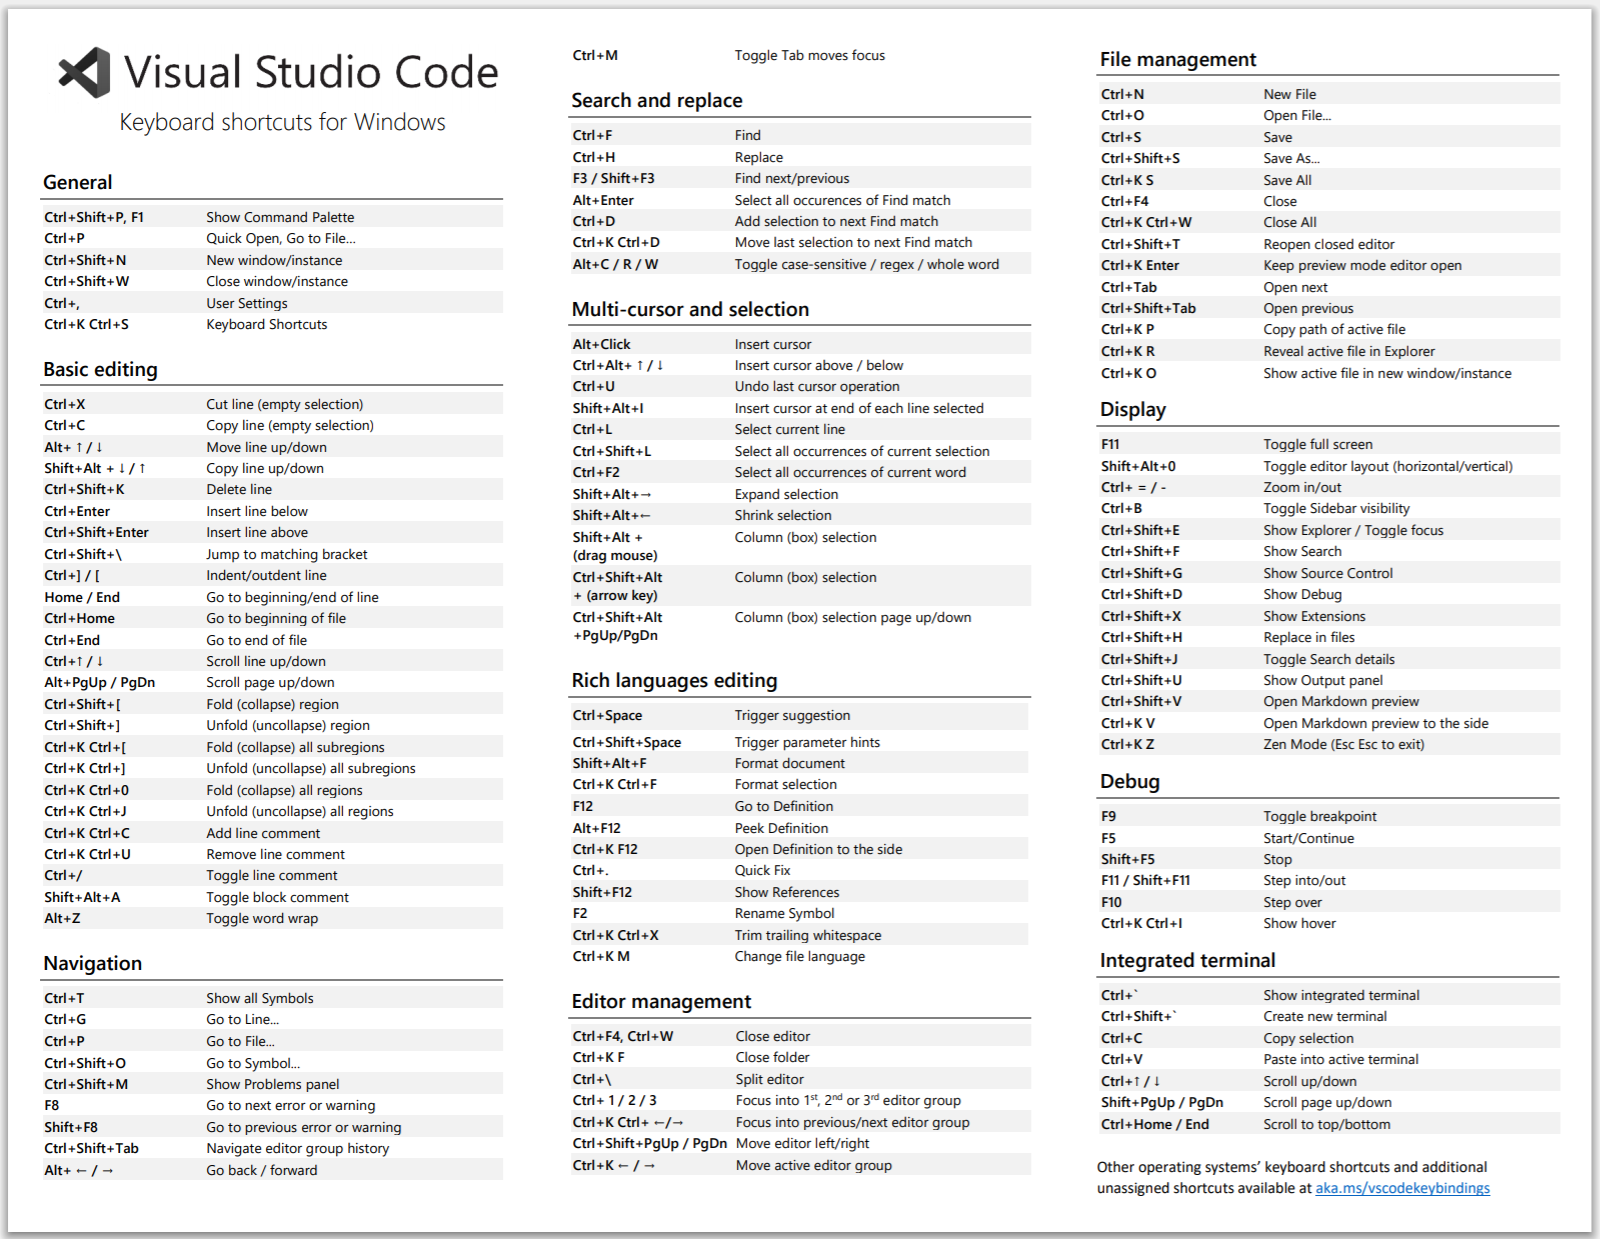 Visual Studio Code
Keyboard shortcuts for Windows
General
Ctrl+Shift+P, F1 Show Command Palette
Ctrl+P Quick Open, Go to File...
Ctrl+Shift+N New window/instance
Ctrl+Shift+W Close window/instance
Ctrl+, User Settings
Ctrl+K Ctrl+S Keyboard Shortcuts
Basic editing
Ctrl+X Cut line (empty selection)
Ctrl+C Copy line (empty selection)
Alt+ ↑ / ↓ Move line up/down
Shift+Alt + ↓ / ↑ Copy line up/down
Ctrl+Shift+K Delete line
Ctrl+Enter Insert line below
Ctrl+Shift+Enter Insert line above
Ctrl+Shift+\ Jump to matching bracket
Ctrl+] / [ Indent/outdent line
Home / End Go to beginning/end of line
Ctrl+Home Go to beginning of file
Ctrl+End Go to end of file
Ctrl+↑ / ↓ Scroll line up/down
Alt+PgUp / PgDn Scroll page up/down
Ctrl+Shift+[ Fold (collapse) region
Ctrl+Shift+] Unfold (uncollapse) region
Ctrl+K Ctrl+[ Fold (collapse) all subregions
Ctrl+K Ctrl+] Unfold (uncollapse) all subregions
Ctrl+K Ctrl+0 Fold (collapse) all regions
Ctrl+K Ctrl+J Unfold (uncollapse) all regions
Ctrl+K Ctrl+C Add line comment
Ctrl+K Ctrl+U Remove line comment
Ctrl+/ Toggle line comment
Shift+Alt+A Toggle block comment
Alt+Z Toggle word wrap
Navigation
Ctrl+T Show all Symbols
Ctrl+G Go to Line...
Ctrl+P Go to File...
Ctrl+Shift+O Go to Symbol...
Ctrl+Shift+M Show Problems panel
F8 Go to next error or warning
Shift+F8 Go to previous error or warning
Ctrl+Shift+Tab Navigate editor group history
Alt+ ← / → Go back / forward
Ctrl+M Toggle Tab moves focus
Search and replace
Ctrl+F Find
Ctrl+H Replace
F3 / Shift+F3 Find next/previous
Alt+Enter Select all occurences of Find match
Ctrl+D Add selection to next Find match
Ctrl+K Ctrl+D Move last selection to next Find match
Alt+C / R / W Toggle case-sensitive / regex / whole word
Multi-cursor and selection
Alt+Click Insert cursor
Ctrl+Alt+ ↑ / ↓ Insert cursor above / below
Ctrl+U Undo last cursor operation
Shift+Alt+I Insert cursor at end of each line selected
Ctrl+L Select current line
Ctrl+Shift+L Select all occurrences of current selection
Ctrl+F2 Select all occurrences of current word
Shift+Alt+→ Expand selection
Shift+Alt+← Shrink selection
Shift+Alt + Column (box) selection
(drag mouse)
Ctrl+Shift+Alt Column (box) selection
+ (arrow key)
Ctrl+Shift+Alt Column (box) selection page up/down
+PgUp/PgDn
Rich languages editing
Ctrl+Space Trigger suggestion
Ctrl+Shift+Space Trigger parameter hints
Shift+Alt+F Format document
Ctrl+K Ctrl+F Format selection
F12 Go to Definition
Alt+F12 Peek Definition
Ctrl+K F12 Open Definition to the side
Ctrl+. Quick Fix
Shift+F12 Show References
F2 Rename Symbol
Ctrl+K Ctrl+X Trim trailing whitespace
Ctrl+K M Change file language
Editor management
Ctrl+F4, Ctrl+W Close editor
Ctrl+K F Close folder
Ctrl+\ Split editor
Ctrl+ 1 / 2 / 3 Focus into 1st, 2nd or 3rd editor group
Ctrl+K Ctrl+ ←/→ Focus into previous/next editor group
Ctrl+Shift+PgUp / PgDn Move editor left/right
Ctrl+K ← / → Move active editor group
File management
Ctrl+N New File
Ctrl+O Open File...
Ctrl+S Save
Ctrl+Shift+S Save As...
Ctrl+K S Save All
Ctrl+F4 Close
Ctrl+K Ctrl+W Close All
Ctrl+Shift+T Reopen closed editor
Ctrl+K Enter Keep preview mode editor open
Ctrl+Tab Open next
Ctrl+Shift+Tab Open previous
Ctrl+K P Copy path of active file
Ctrl+K R Reveal active file in Explorer
Ctrl+K O Show active file in new window/instance
Display
F11 Toggle full screen
Shift+Alt+0 Toggle editor layout (horizontal/vertical)
Ctrl+ = / - Zoom in/out
Ctrl+B Toggle Sidebar visibility
Ctrl+Shift+E Show Explorer / Toggle focus
Ctrl+Shift+F Show Search
Ctrl+Shift+G Show Source Control
Ctrl+Shift+D Show Debug
Ctrl+Shift+X Show Extensions
Ctrl+Shift+H Replace in files
Ctrl+Shift+J Toggle Search details
Ctrl+Shift+U Show Output panel
Ctrl+Shift+V Open Markdown preview
Ctrl+K V Open Markdown preview to the side
Ctrl+K Z Zen Mode (Esc Esc to exit)
Debug
F9 Toggle breakpoint
F5 Start/Continue
Shift+F5 Stop
F11 / Shift+F11 Step into/out
F10 Step over
Ctrl+K Ctrl+I Show hover
Integrated terminal
Ctrl+` Show integrated terminal
Ctrl+Shift+` Create new terminal
Ctrl+C Copy selection
Ctrl+V Paste into active terminal
Ctrl+↑ / ↓ Scroll up/down
Shift+PgUp / PgDn Scroll page up/down
Ctrl+Home / End Scroll to top/bottom
Other operating systems’ keyboard shortcuts and additional
unassigned shortcuts available at aka.ms/vscodekeybindings